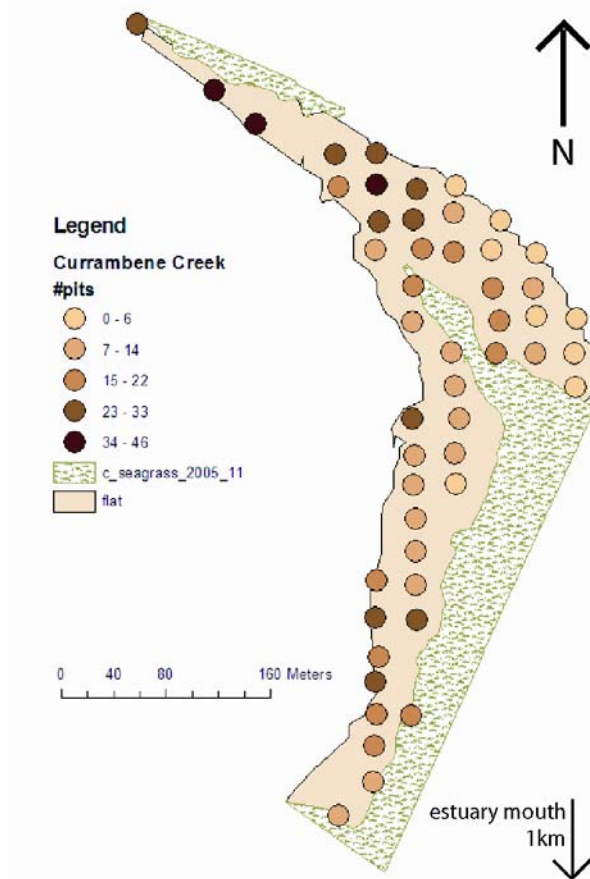 N
Legend
Currambene Creek
#pits
0 - 6
7 - 14
15 - 22
23 - 33
34 - 46
c_seagrass_2005_11
flat
0 40 80 160 Meters
estuary mouth
1km